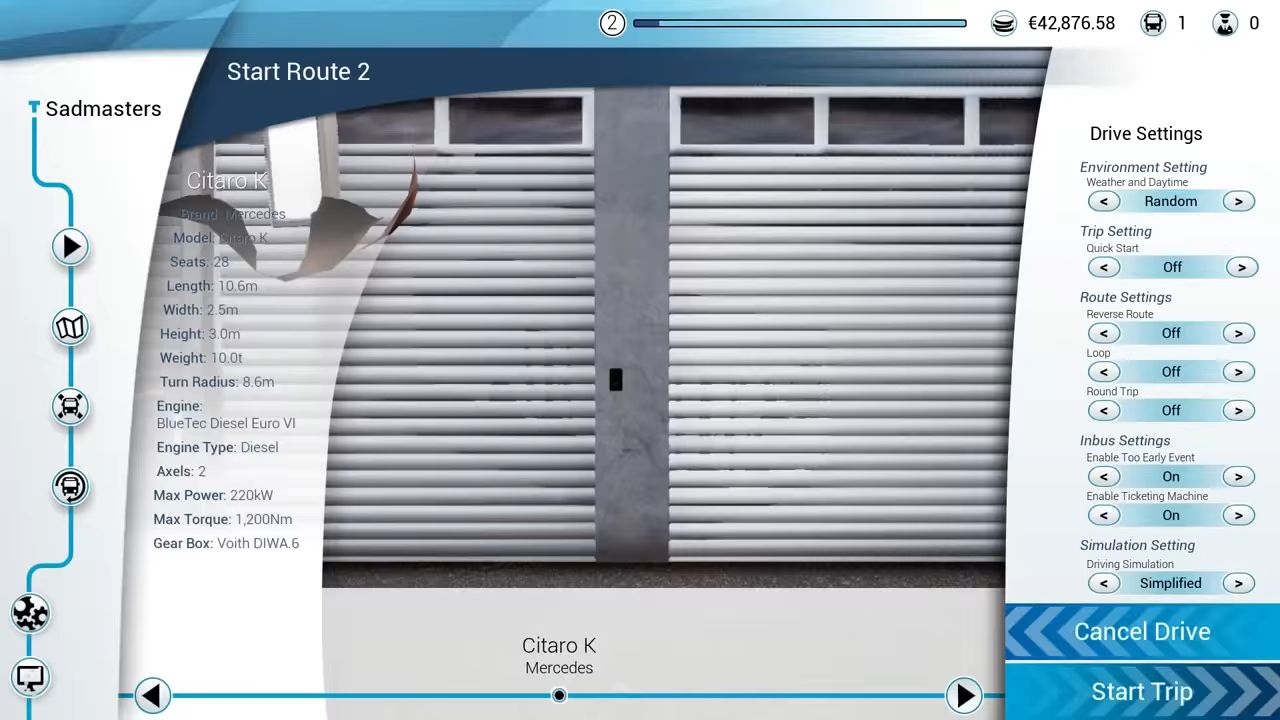 2
€42,876.58
1
0
Start Route 2
Sadmasters
Citaro K
Brand: Mercedes
Model: Citaro K
Seats: 28
Length: 10.6m
Width: 2.5m
Height: 3.0m
Weight: 10.0t
Turn Radius: 8.6m
Engine:
BlueTec Diesel Euro VI
Engine Type: Diesel
Axels: 2
Max Power: 220kW
Max Torque: 1,200Nm
Gear Box: Voith DIWA.6
Citaro K
Mercedes
Drive Settings
Environment Setting
Weather and Daytime
< Random >
Trip Setting
Quick Start
< Off >
Route Settings
Reverse Route
< Off >
Loop
< Off >
Round Trip
< Off >
Inbus Settings
Enable Too Early Event
< On >
Enable Ticketing Machine
< On >
Simulation Setting
Driving Simulation
< Simplified >
Cancel Drive
Start Trip